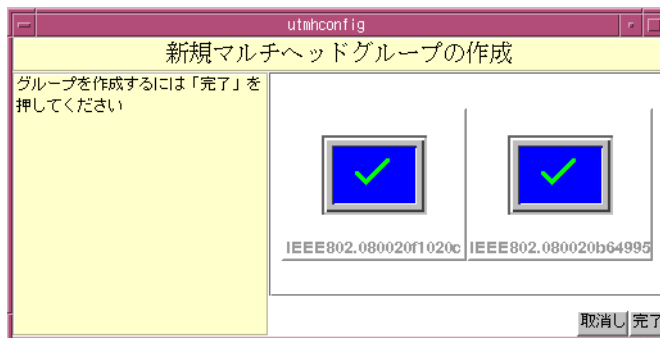 utmhconfig
新規マルチヘッドグループの作成
グループを作成するには「完了」を
押してください
IEEE802.080020f1020c
IEEE802.080020b64995
取消し
完了